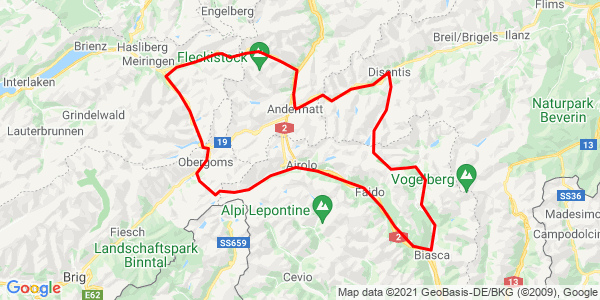 Engelberg
Flims
Brienz
Hasliberg
Meiringen
Fleckistock
Breil/Brigels
Ilanz
Interlaken
Disentis
Grindelwald
Andermatt
Naturpark
Beverin
Lauterbrunnen
2
19
13
Obergoms
Airolo
Vogelberg
Faido
SS36
Alpi Lepontine
Madesimo
Fiesch
SS659
2
Campodolcin
Landschaftspark
Binntal
Biasca
Brig
Cevio
E62
13
Google
Map data ©2021 GeoBasis-DE/BKG (©2009), Google